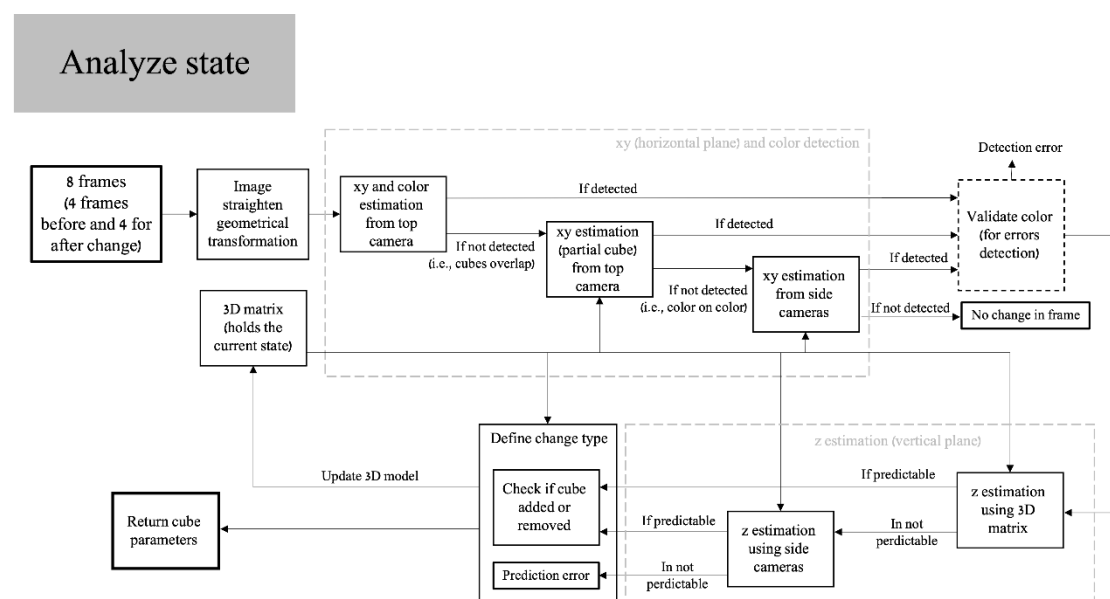 Analyze state
xy (horizontal plane) and color detection
Detection error
8 frames
(4 frames
before and 4 for
after change)
Image
straighten
geometrical
transformation
xy and color
estimation
from top
camera
If detected
If not detected
(i.e., cubes overlap)
xy estimation
(partial cube)
from top
camera
If detected
If not detected
(i.e., color on color)
xy estimation
from side
cameras
If detected
If not detected
Validate color
(for errors
detection)
No change in frame
3D matrix
(holds the
current state)
Define change type
z estimation (vertical plane)
Update 3D model
Check if cube
added or
removed
If predictable
z estimation
using 3D
matrix
Return cube
parameters
If predictable
In not
perdictable
z estimation
using side
cameras
Prediction error
In not
perdictable